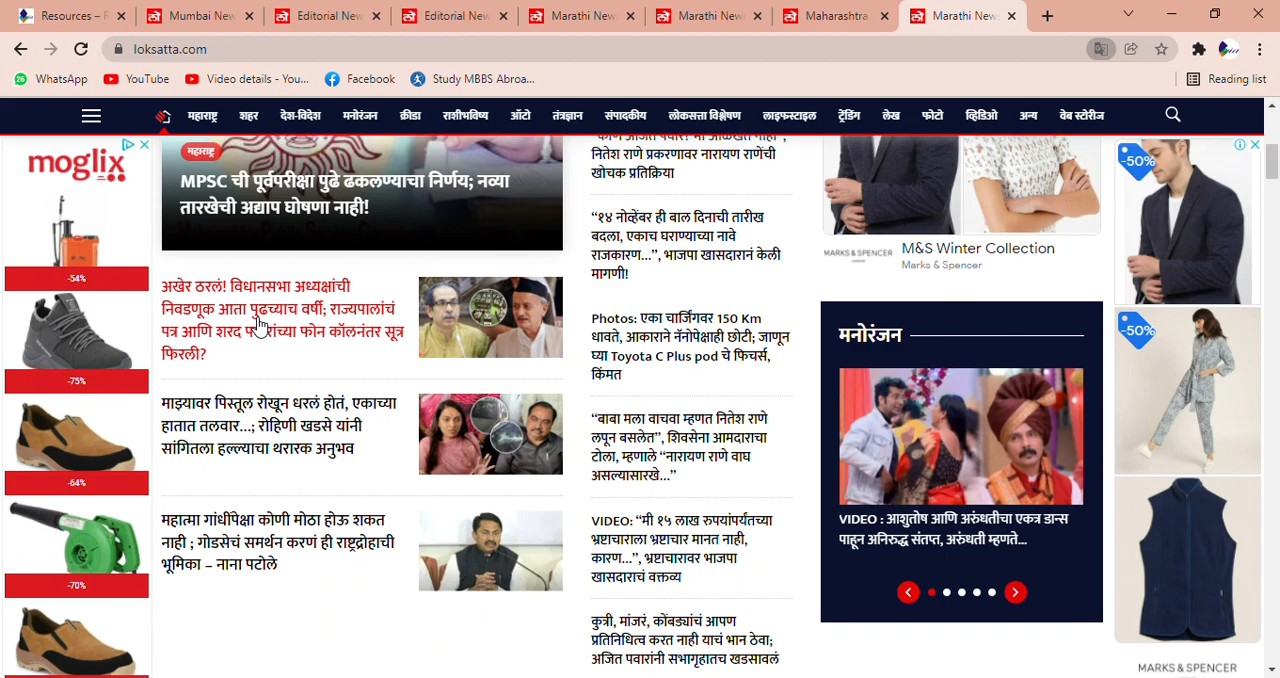 Resources – R
Mumbai New
Editorial New
Editorial New
Marathi New
Marathi New
Maharashtra
Marathi New
loksatta.com
26
WhatsApp
YouTube
Video details - You...
Facebook
Study MBBS Abroa...
Reading list
महाराष्ट्र
शहर
देश-विदेश
मनोरंजन
क्रीडा
राशीभविष्य
ऑटो
तंत्रज्ञान
संपादकीय
लोकसत्ता विश्लेषण
लाइफस्टाइल
ट्रेंडिंग
लेख
फोटो
व्हिडिओ
अन्य
वेब स्टोरीज
moglix
-54%
-75%
-64%
-70%
महाराष्ट्र
MPSC ची पूर्वपरीक्षा पुढे ढकलण्याचा निर्णय; नव्या
तारखेची अद्याप घोषणा नाही!
अखेर ठरलं! विधानसभा अध्यक्षांची
निवडणूक आता पुढच्याच वर्षी; राज्यपालांचं
पत्र आणि शरद पवारांच्या फोन कॉलनंतर सूत्र
फिरली?
माझ्यावर पिस्तूल रोखून धरलं होतं, एकाच्या
हातात तलवार…; रोहिणी खडसे यांनी
सांगितला हल्ल्याचा थरारक अनुभव
महात्मा गांधींपेक्षा कोणी मोठा होऊ शकत
नाही ; गोडसेचं समर्थन करणं ही राष्ट्रद्रोहाची
भूमिका – नाना पटोले
"कोण अजित पवार? मी ओळखत नाही",
नितेश राणे प्रकरणावर नारायण राणेंची
खोचक प्रतिक्रिया
“१४ नोव्हेंबर ही बाल दिनाची तारीख
बदला, एकाच घराण्याच्या नावे
राजकारण…”, भाजपा खासदारानं केली
मागणी!
Photos: एका चार्जिंगवर 150 Km
धावते, आकाराने नॅनोपेक्षाही छोटी; जाणून
घ्या Toyota C Plus pod चे फिचर्स,
किंमत
“बाबा मला वाचवा म्हणत नितेश राणे
लपून बसलेत”, शिवसेना आमदाराचा
टोला, म्हणाले “नारायण राणे वाघ
असल्यासारखे…”
VIDEO: “मी १५ लाख रुपयांपर्यंतच्या
भ्रष्टाचाराला भ्रष्टाचार मानत नाही,
कारण…”, भ्रष्टाचारावर भाजपा
खासदाराचं वक्तव्य
कुत्री, मांजरं, कोंबड्यांचं आपण
प्रतिनिधित्व करत नाही याचं भान ठेवा;
अजित पवारांनी सभागृहातच खडसावलं
MARKS & SPENCER
M&S Winter Collection
Marks & Spencer
मनोरंजन
VIDEO : आशुतोष आणि अरुंधतीचा एकत्र डान्स
पाहून अनिरुद्ध संतप्त, अरुंधती म्हणते…
-50%
-50%
MARKS & SPENCER